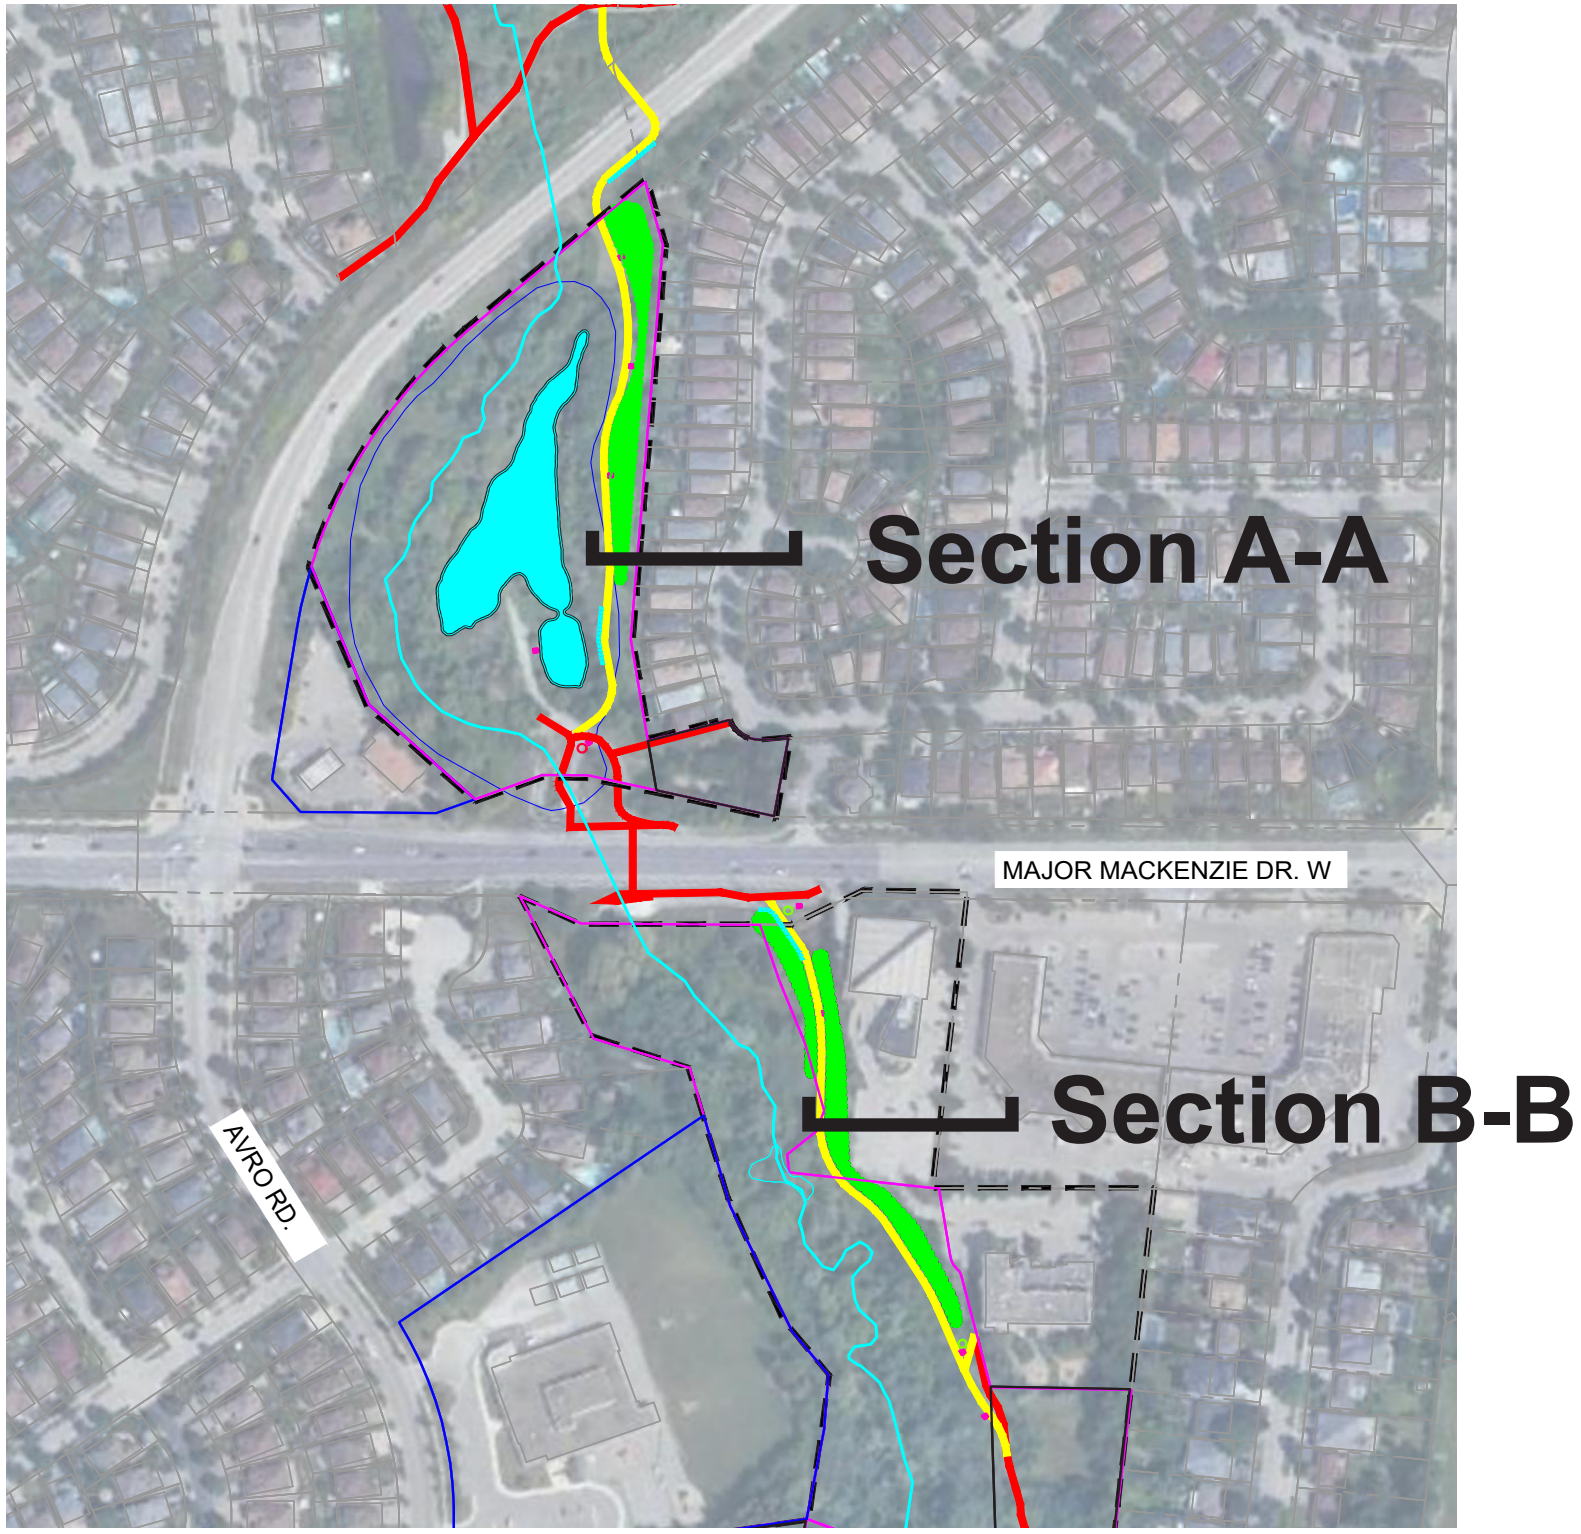 Section A-A
MAJOR MACKENZIE DR. W
Section B-B
AVRO RD.